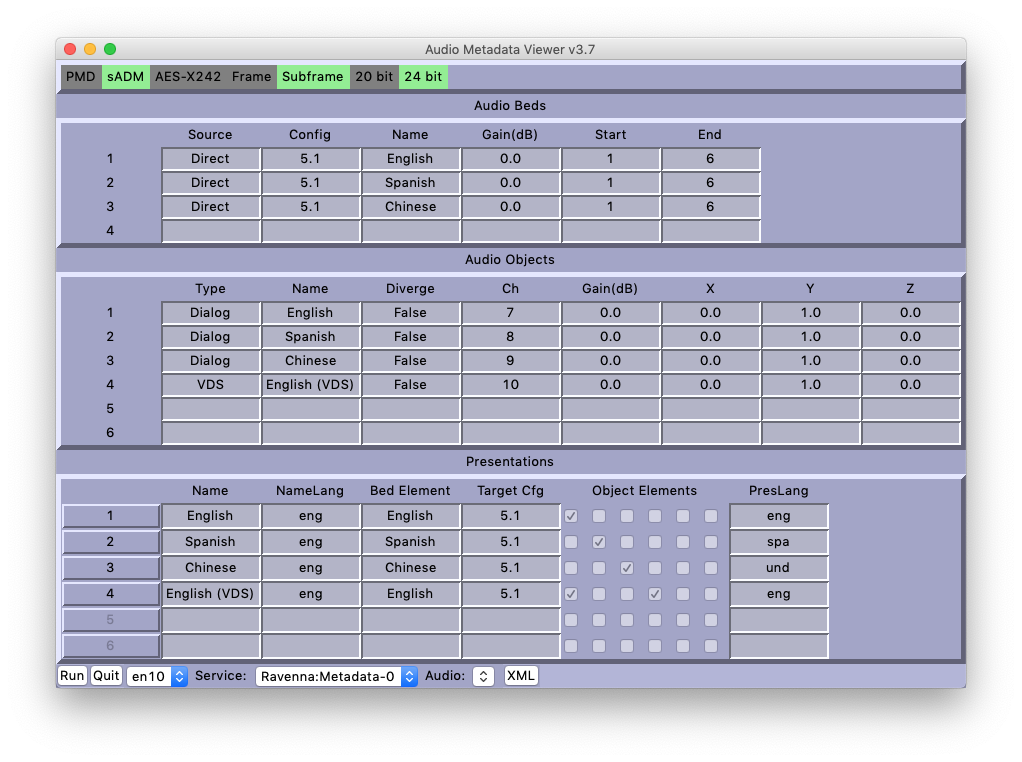 Audio Metadata Viewer v3.7
PMD sADM AES-X242 Frame Subframe 20 bit 24 bit
Audio Beds
Source Config Name Gain(dB) Start End
1 Direct 5.1 English 0.0 1 6
2 Direct 5.1 Spanish 0.0 1 6
3 Direct 5.1 Chinese 0.0 1 6
4
Audio Objects
Type Name Diverge Ch Gain(dB) X Y Z
1 Dialog English False 7 0.0 0.0 1.0 0.0
2 Dialog Spanish False 8 0.0 0.0 1.0 0.0
3 Dialog Chinese False 9 0.0 0.0 1.0 0.0
4 VDS English (VDS) False 10 0.0 0.0 1.0 0.0
5
6
Presentations
Name NameLang Bed Element Target Cfg Object Elements PresLang
1 English eng English 5.1 eng
2 Spanish eng Spanish 5.1 spa
3 Chinese eng Chinese 5.1 und
4 English (VDS) eng English 5.1 eng
5
6
Run Quit en10 Service: Ravenna:Metadata-0 Audio: XML